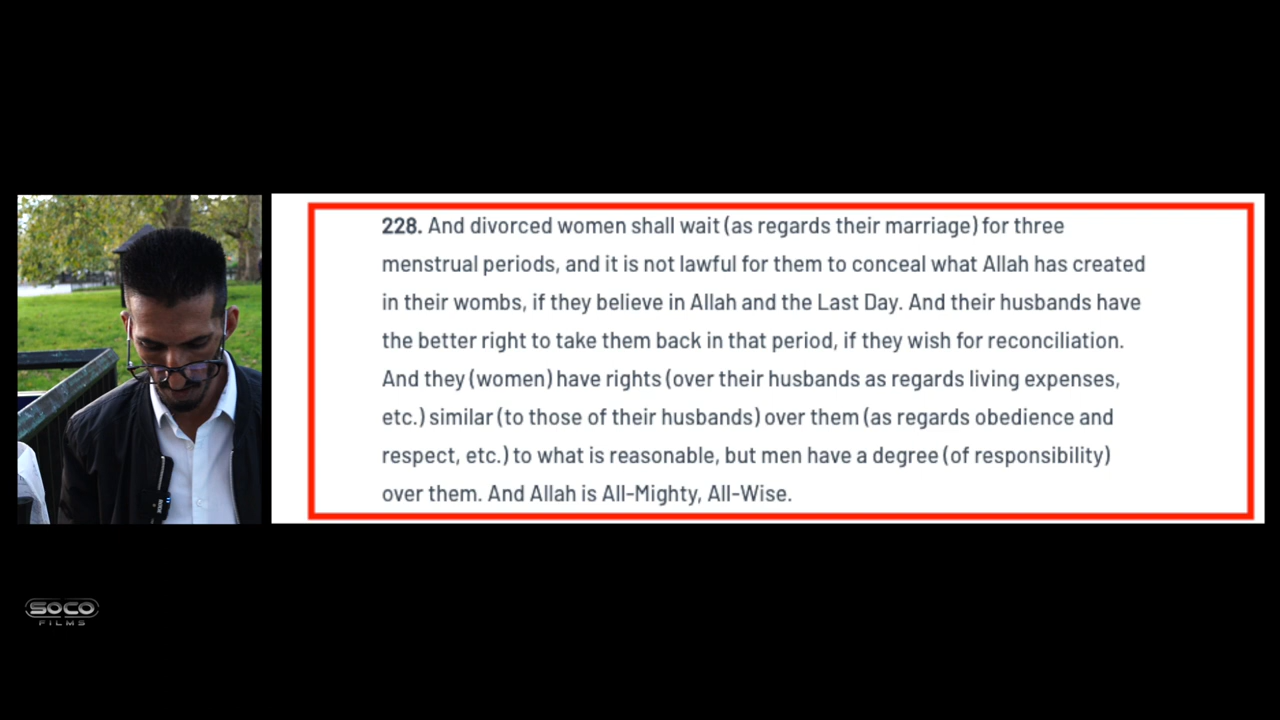 228. And divorced women shall wait (as regards their marriage) for three
menstrual periods, and it is not lawful for them to conceal what Allah has created
in their wombs, if they believe in Allah and the Last Day. And their husbands have
the better right to take them back in that period, if they wish for reconciliation.
And they (women) have rights (over their husbands as regards living expenses,
etc.) similar (to those of their husbands) over them (as regards obedience and
respect, etc.) to what is reasonable, but men have a degree (of responsibility)
over them. And Allah is All-Mighty, All-Wise.
SOCO
FILMS